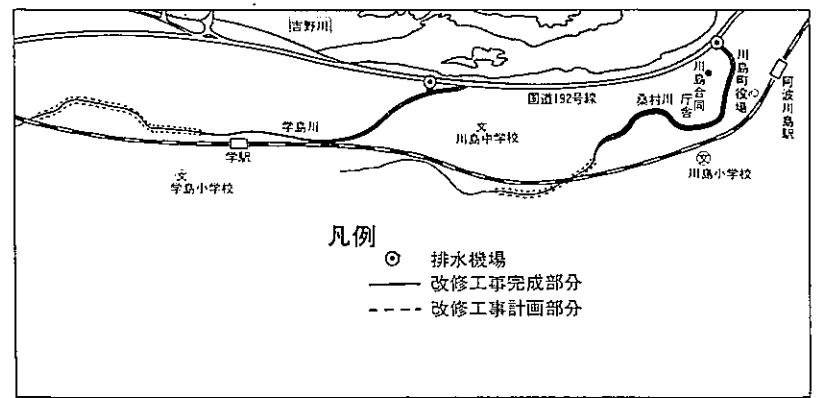 吉野川
国道192号線
桑村川
川島合同
庁舎
川島町役場
阿波川島駅
学島川
文
川島中学校
学駅
文
学島小学校
文
川島小学校
凡例
排水機場
改修工事完成部分
改修工事計画部分